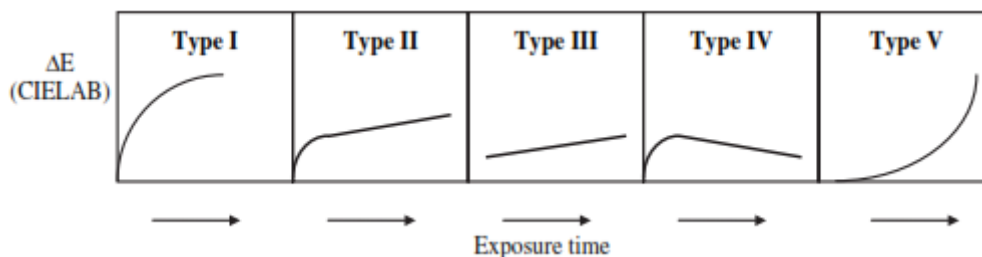 Type I Type II Type III Type IV Type V
ΔE
(CIELAB)
Exposure time